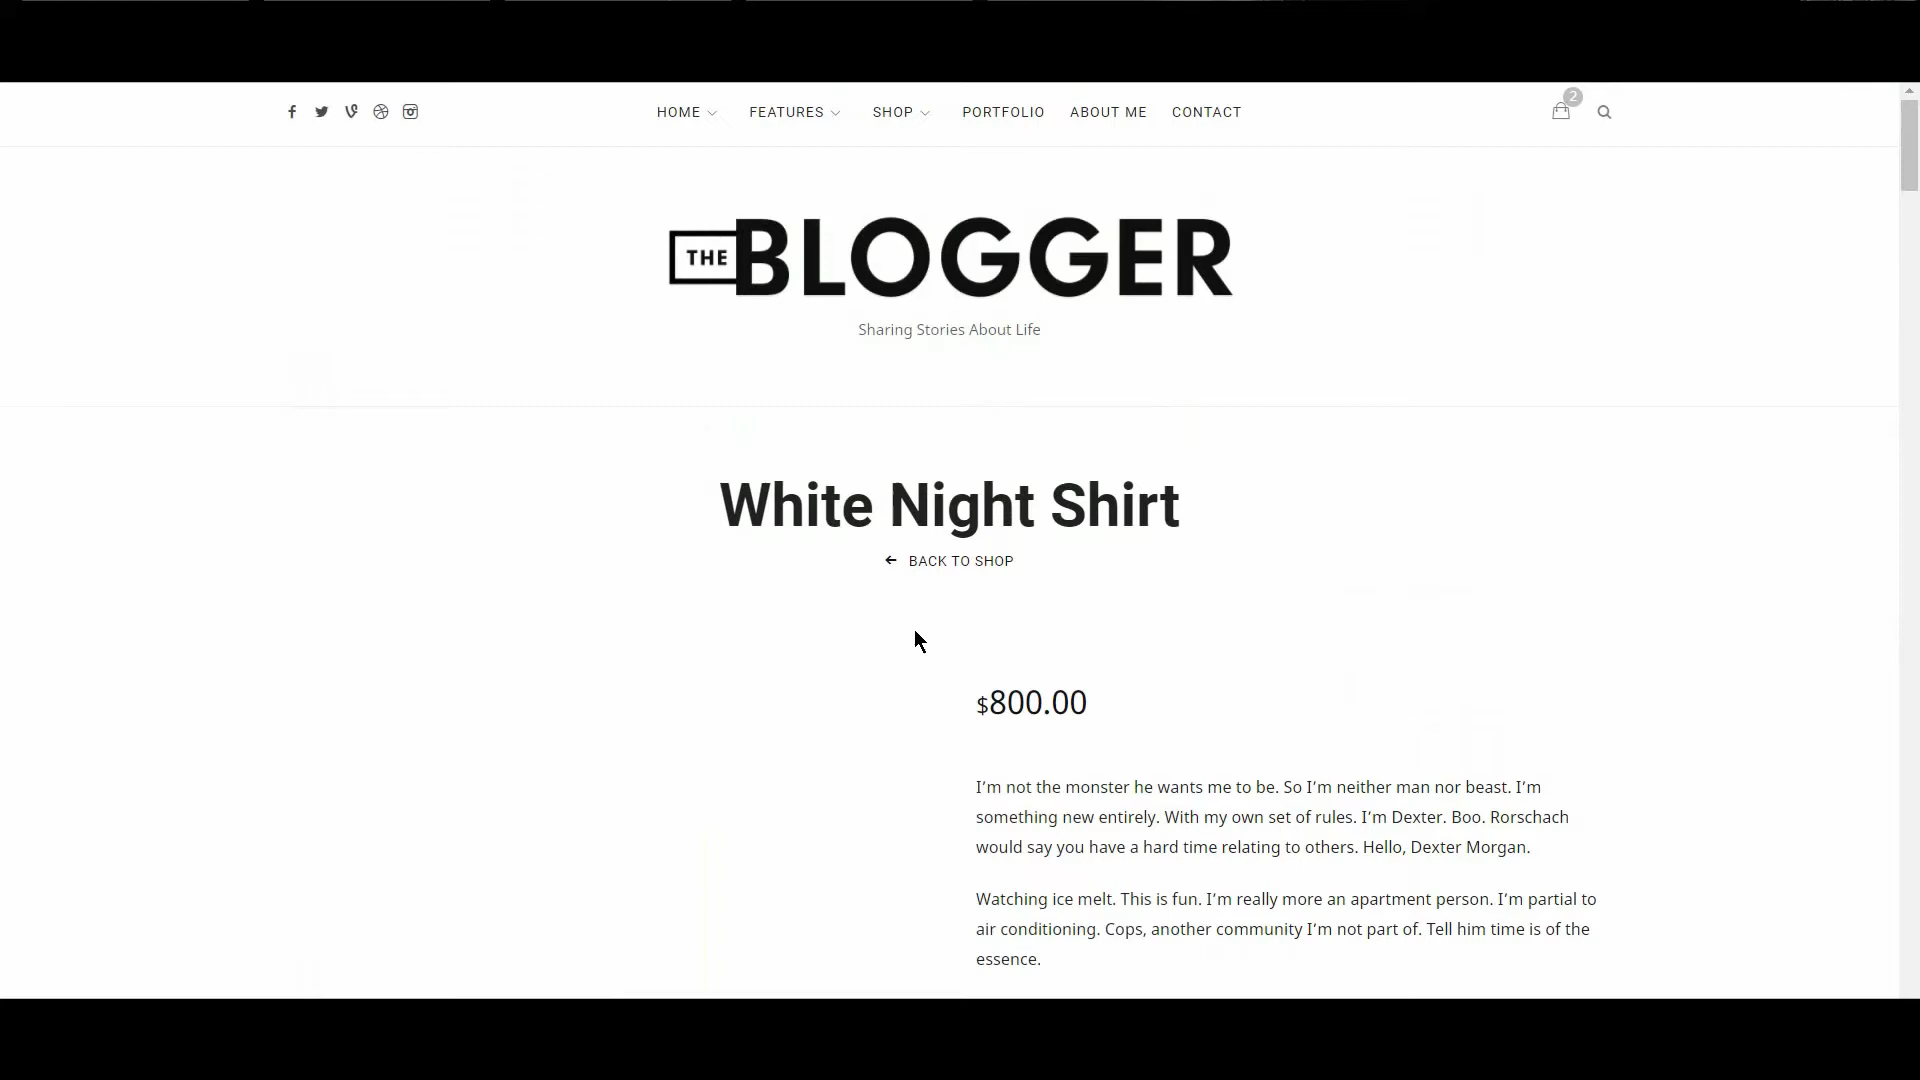 HOME FEATURES SHOP PORTFOLIO ABOUT ME CONTACT 2
THE BLOGGER
Sharing Stories About Life
White Night Shirt
BACK TO SHOP
$800.00
I’m not the monster he wants me to be. So I’m neither man nor beast. I’m
something new entirely. With my own set of rules. I’m Dexter. Boo. Rorschach
would say you have a hard time relating to others. Hello, Dexter Morgan.
Watching ice melt. This is fun. I’m really more an apartment person. I’m partial to
air conditioning. Cops, another community I’m not part of. Tell him time is of the
essence.